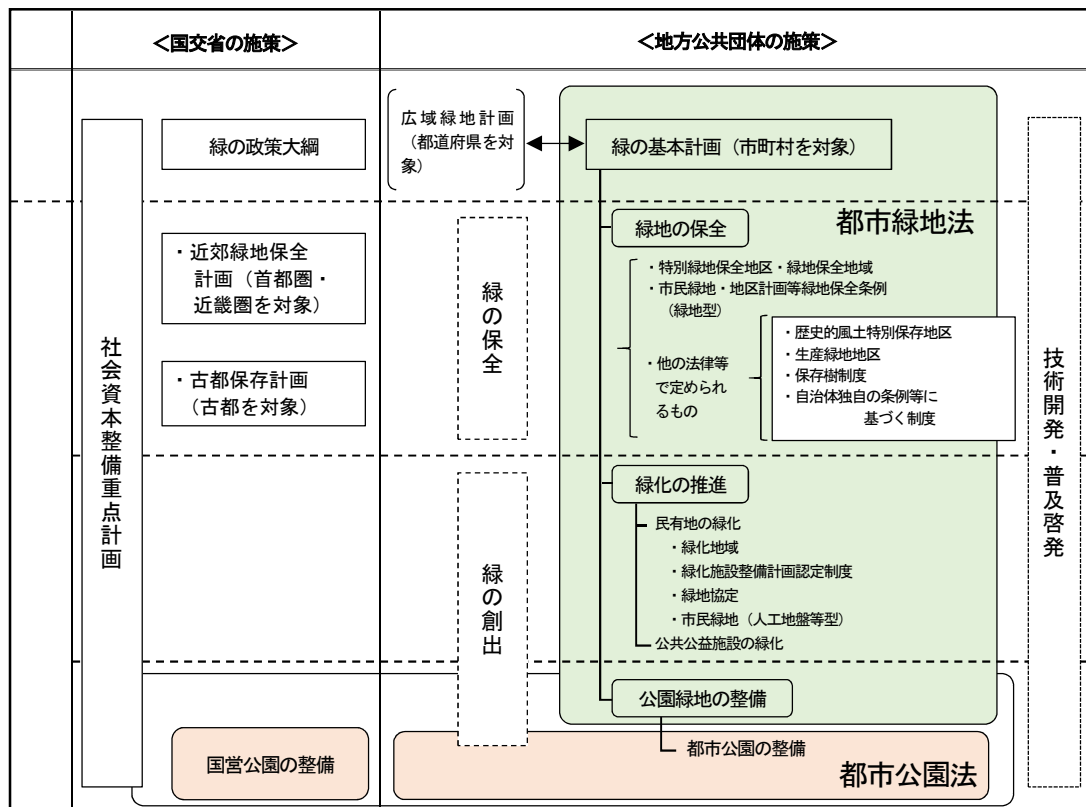 <国交省の施策>
<地方公共団体の施策>
社会資本整備重点計画
緑の政策大綱
広域緑地計画
（都道府県を対
象）
緑の基本計画（市町村を対象）
都市緑地法
技術開発・普及啓発
・近郊緑地保全
計画（首都圏・
近畿圏を対象）
・古都保存計画
（古都を対象）
緑の保全
緑地の保全
・特別緑地保全地区・緑地保全地域
・市民緑地・地区計画等緑地保全条例
（緑地型）
・他の法律等
で定められ
るもの
・歴史的風土特別保存地区
・生産緑地地区
・保存樹制度
・自治体独自の条例等に
基づく制度
緑の創出
緑化の推進
民有地の緑化
・緑化地域
・緑化施設整備計画認定制度
・緑地協定
・市民緑地（人工地盤等型）
公共公益施設の緑化
公園緑地の整備
都市公園の整備
国営公園の整備
都市公園法